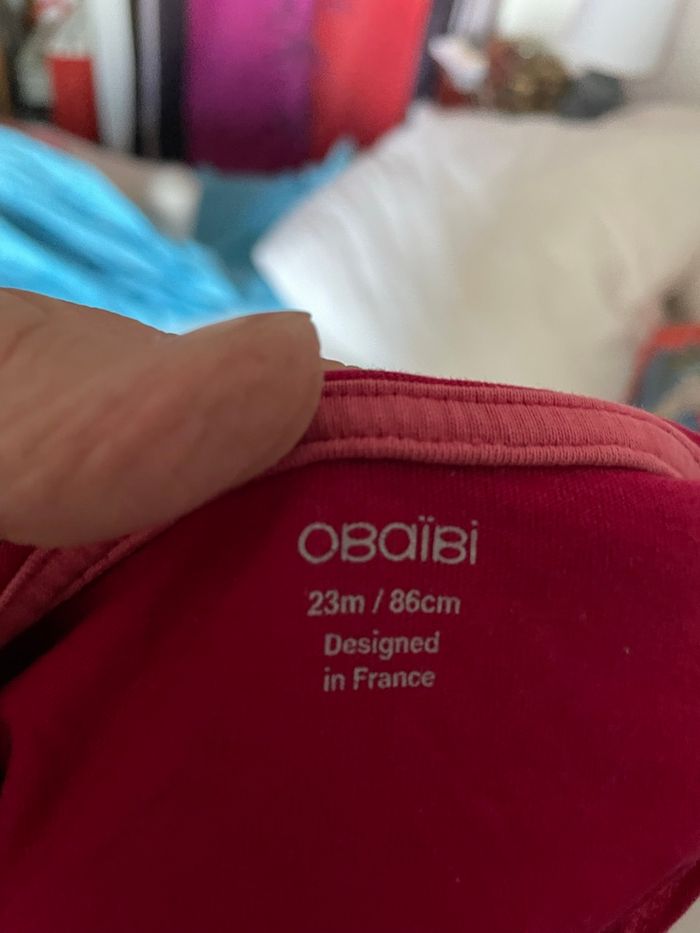 OBaïBi
23m / 86cm
Designed
in France